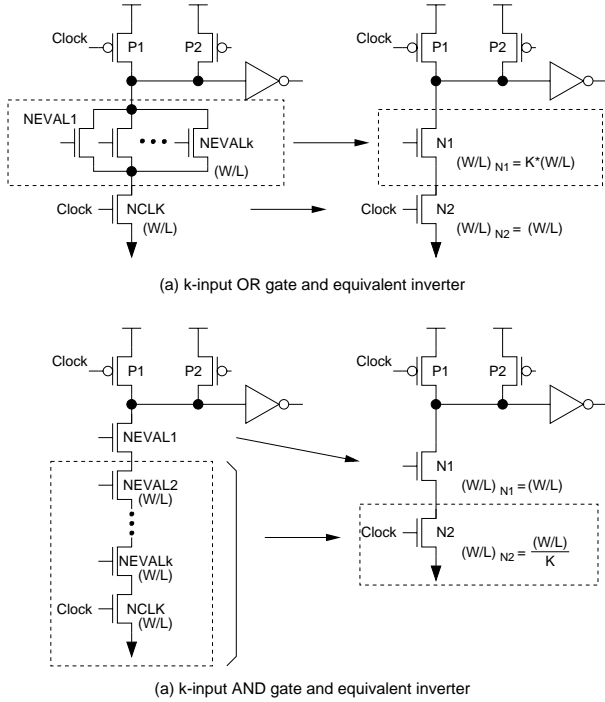 Clock
P1
P2
NEVAL1
NEVALk
(W/L)
Clock
NCLK
(W/L)
Clock
P1
P2
N1
(W/L) N1 = K*(W/L)
Clock
N2
(W/L) N2 = (W/L)
(a) k-input OR gate and equivalent inverter
Clock
P1
P2
NEVAL1
NEVAL2
(W/L)
NEVALk
(W/L)
Clock
NCLK
(W/L)
Clock
P1
P2
N1
(W/L) N1 = (W/L)
Clock
N2
(W/L) N2 = (W/L)
K
(a) k-input AND gate and equivalent inverter